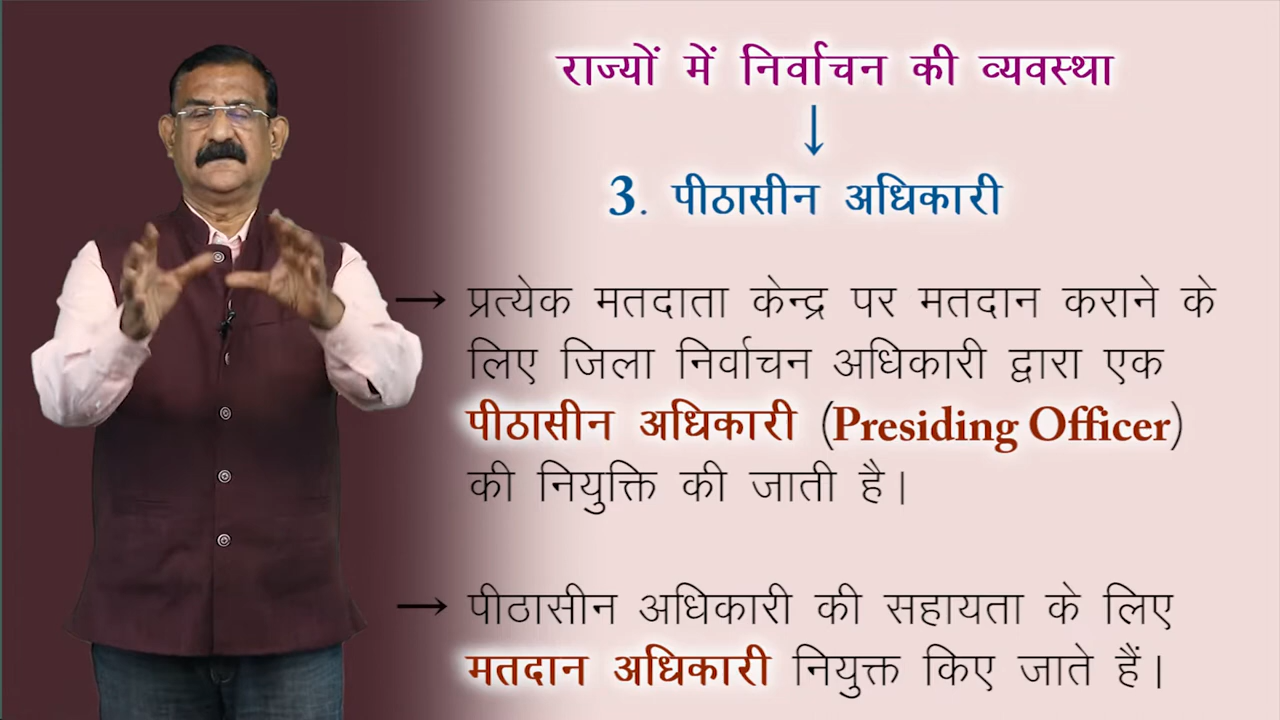 राज्यों में निर्वाचन की व्यवस्था
↓
3. पीठासीन अधिकारी
→ प्रत्येक मतदाता केन्द्र पर मतदान कराने के
लिए जिला निर्वाचन अधिकारी द्वारा एक
पीठासीन अधिकारी (Presiding Officer)
की नियुक्ति की जाती है।
→ पीठासीन अधिकारी की सहायता के लिए
मतदान अधिकारी नियुक्त किए जाते हैं।